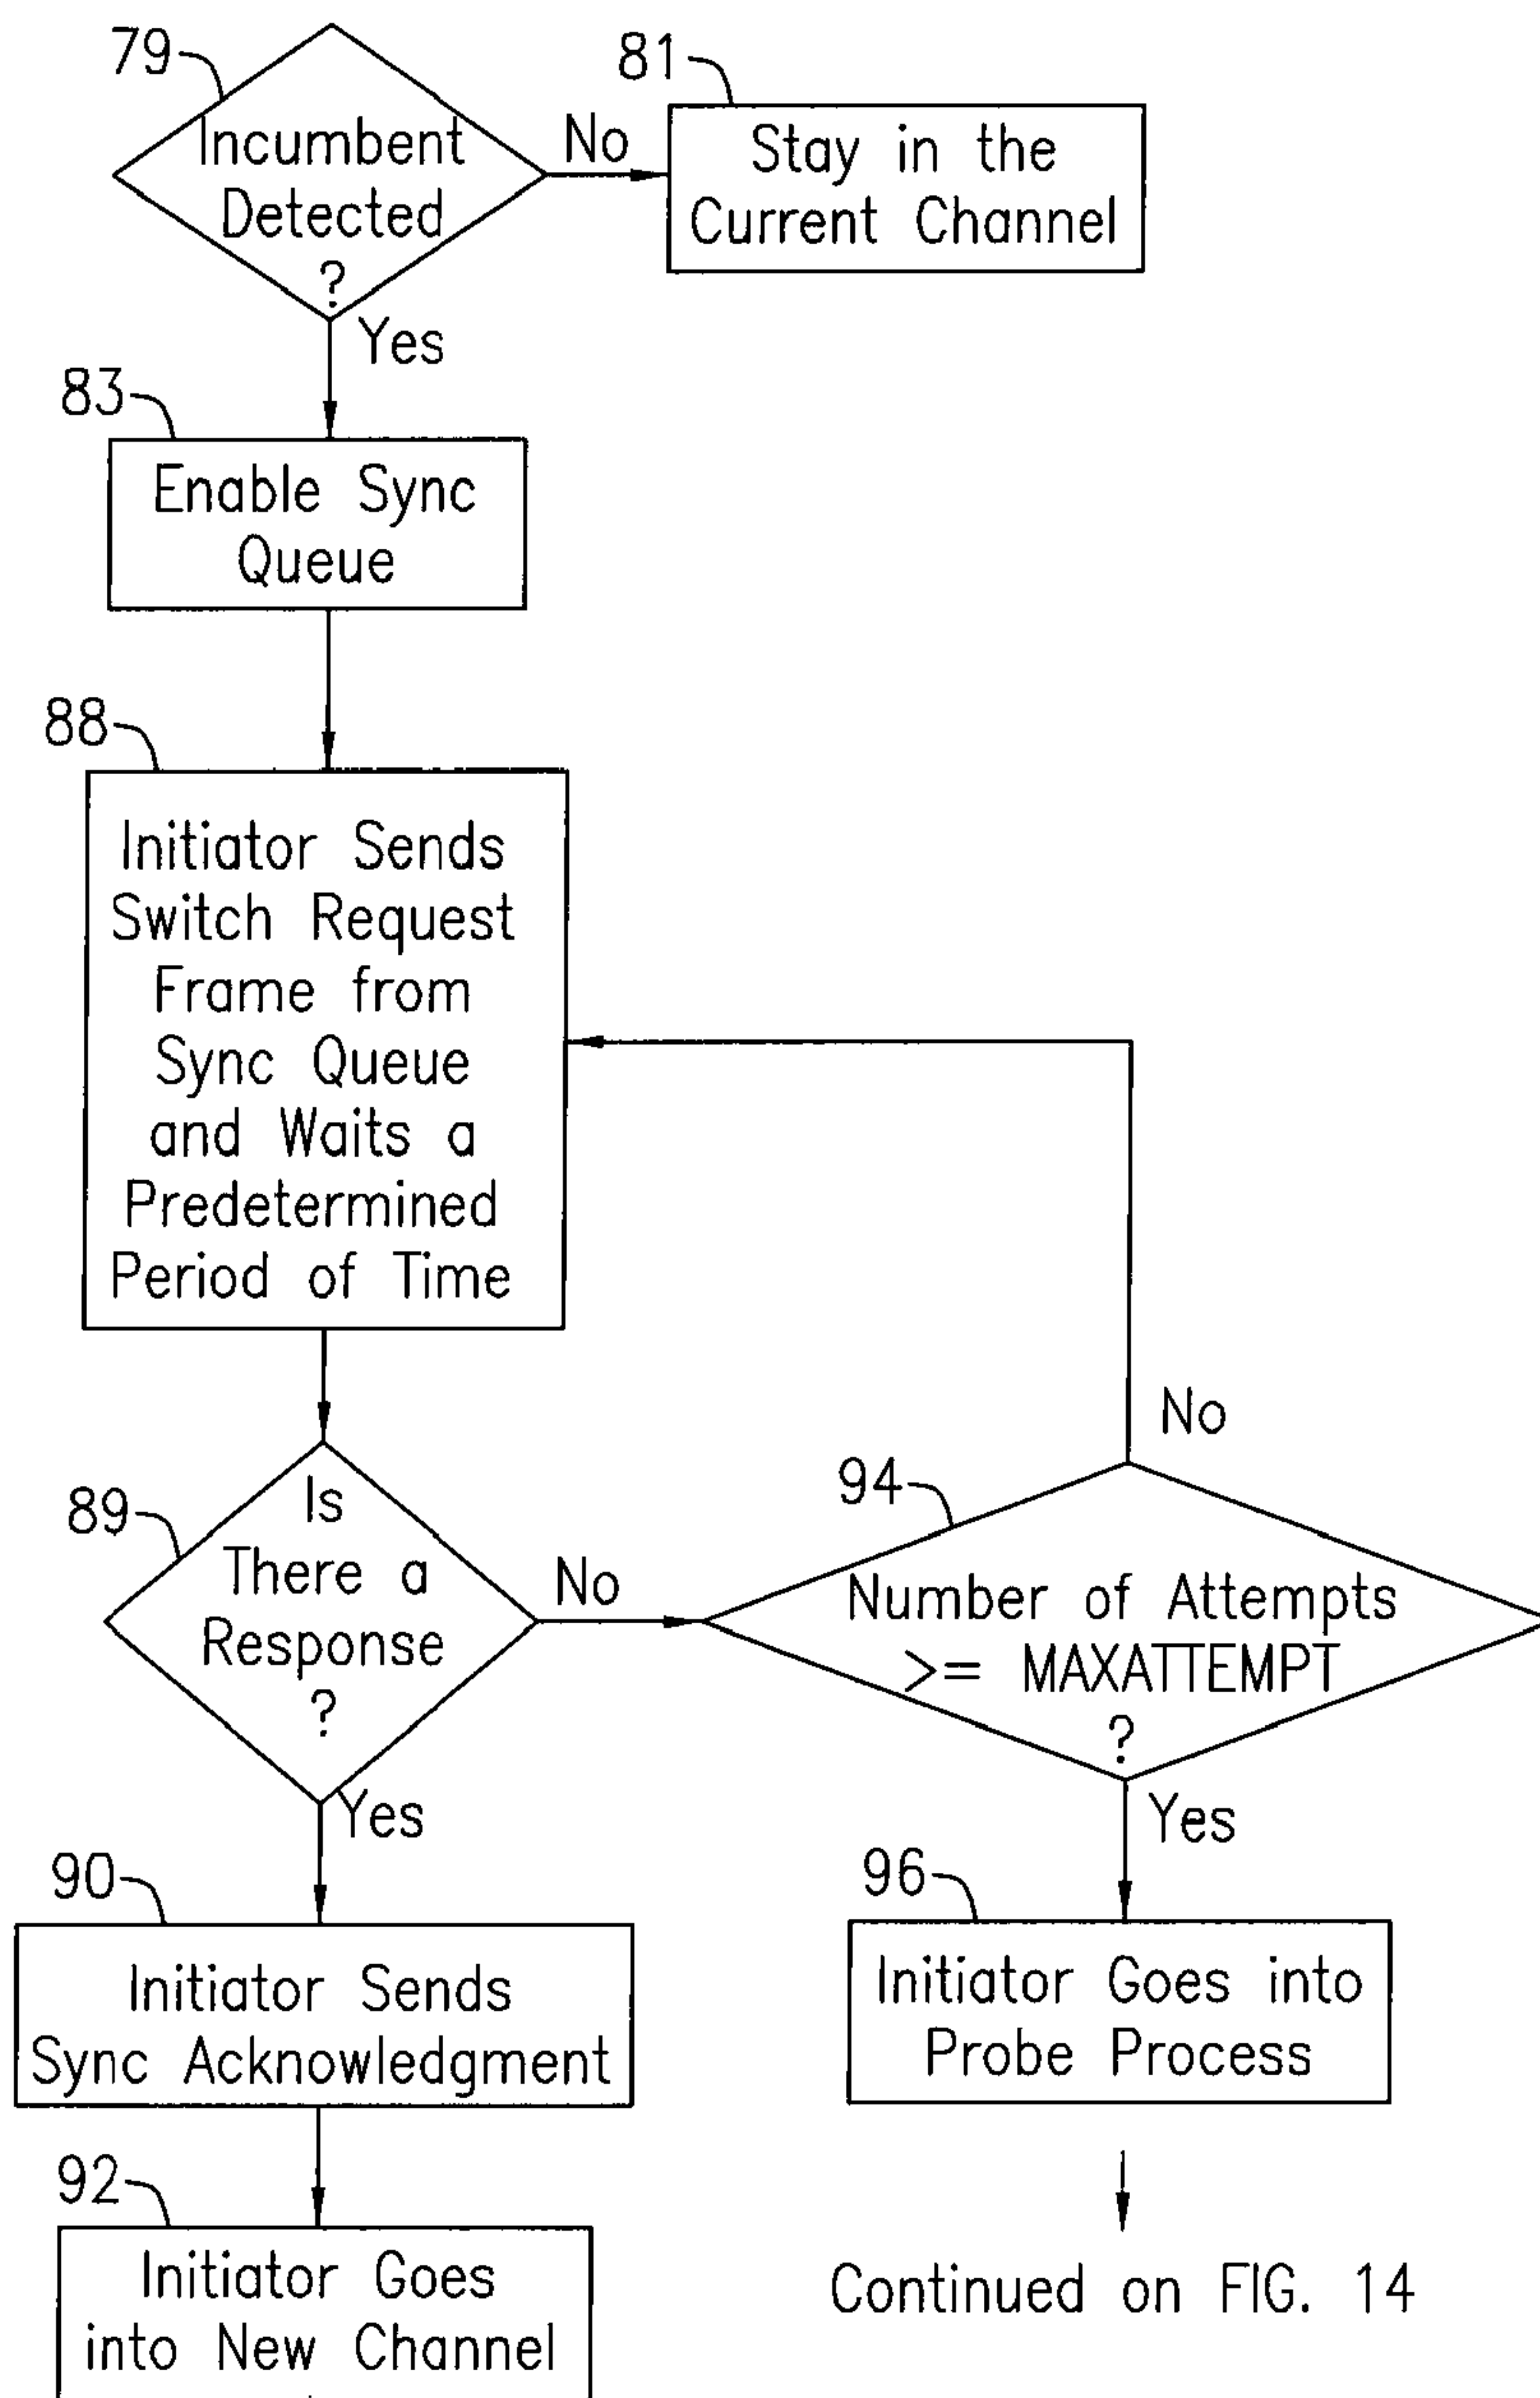 79
Incumbent
Detected
?
No
81
Stay in the
Current Channel
Yes
83
Enable Sync
Queue
88
Initiator Sends
Switch Request
Frame from
Sync Queue
and Waits a
Predetermined
Period of Time
89
Is
There a
Response
?
No
94
Number of Attempts
>= MAXATTEMPT
?
No
Yes
90
Initiator Sends
Sync Acknowledgment
Yes
96
Initiator Goes into
Probe Process
92
Initiator Goes
into New Channel
Continued on FIG. 14